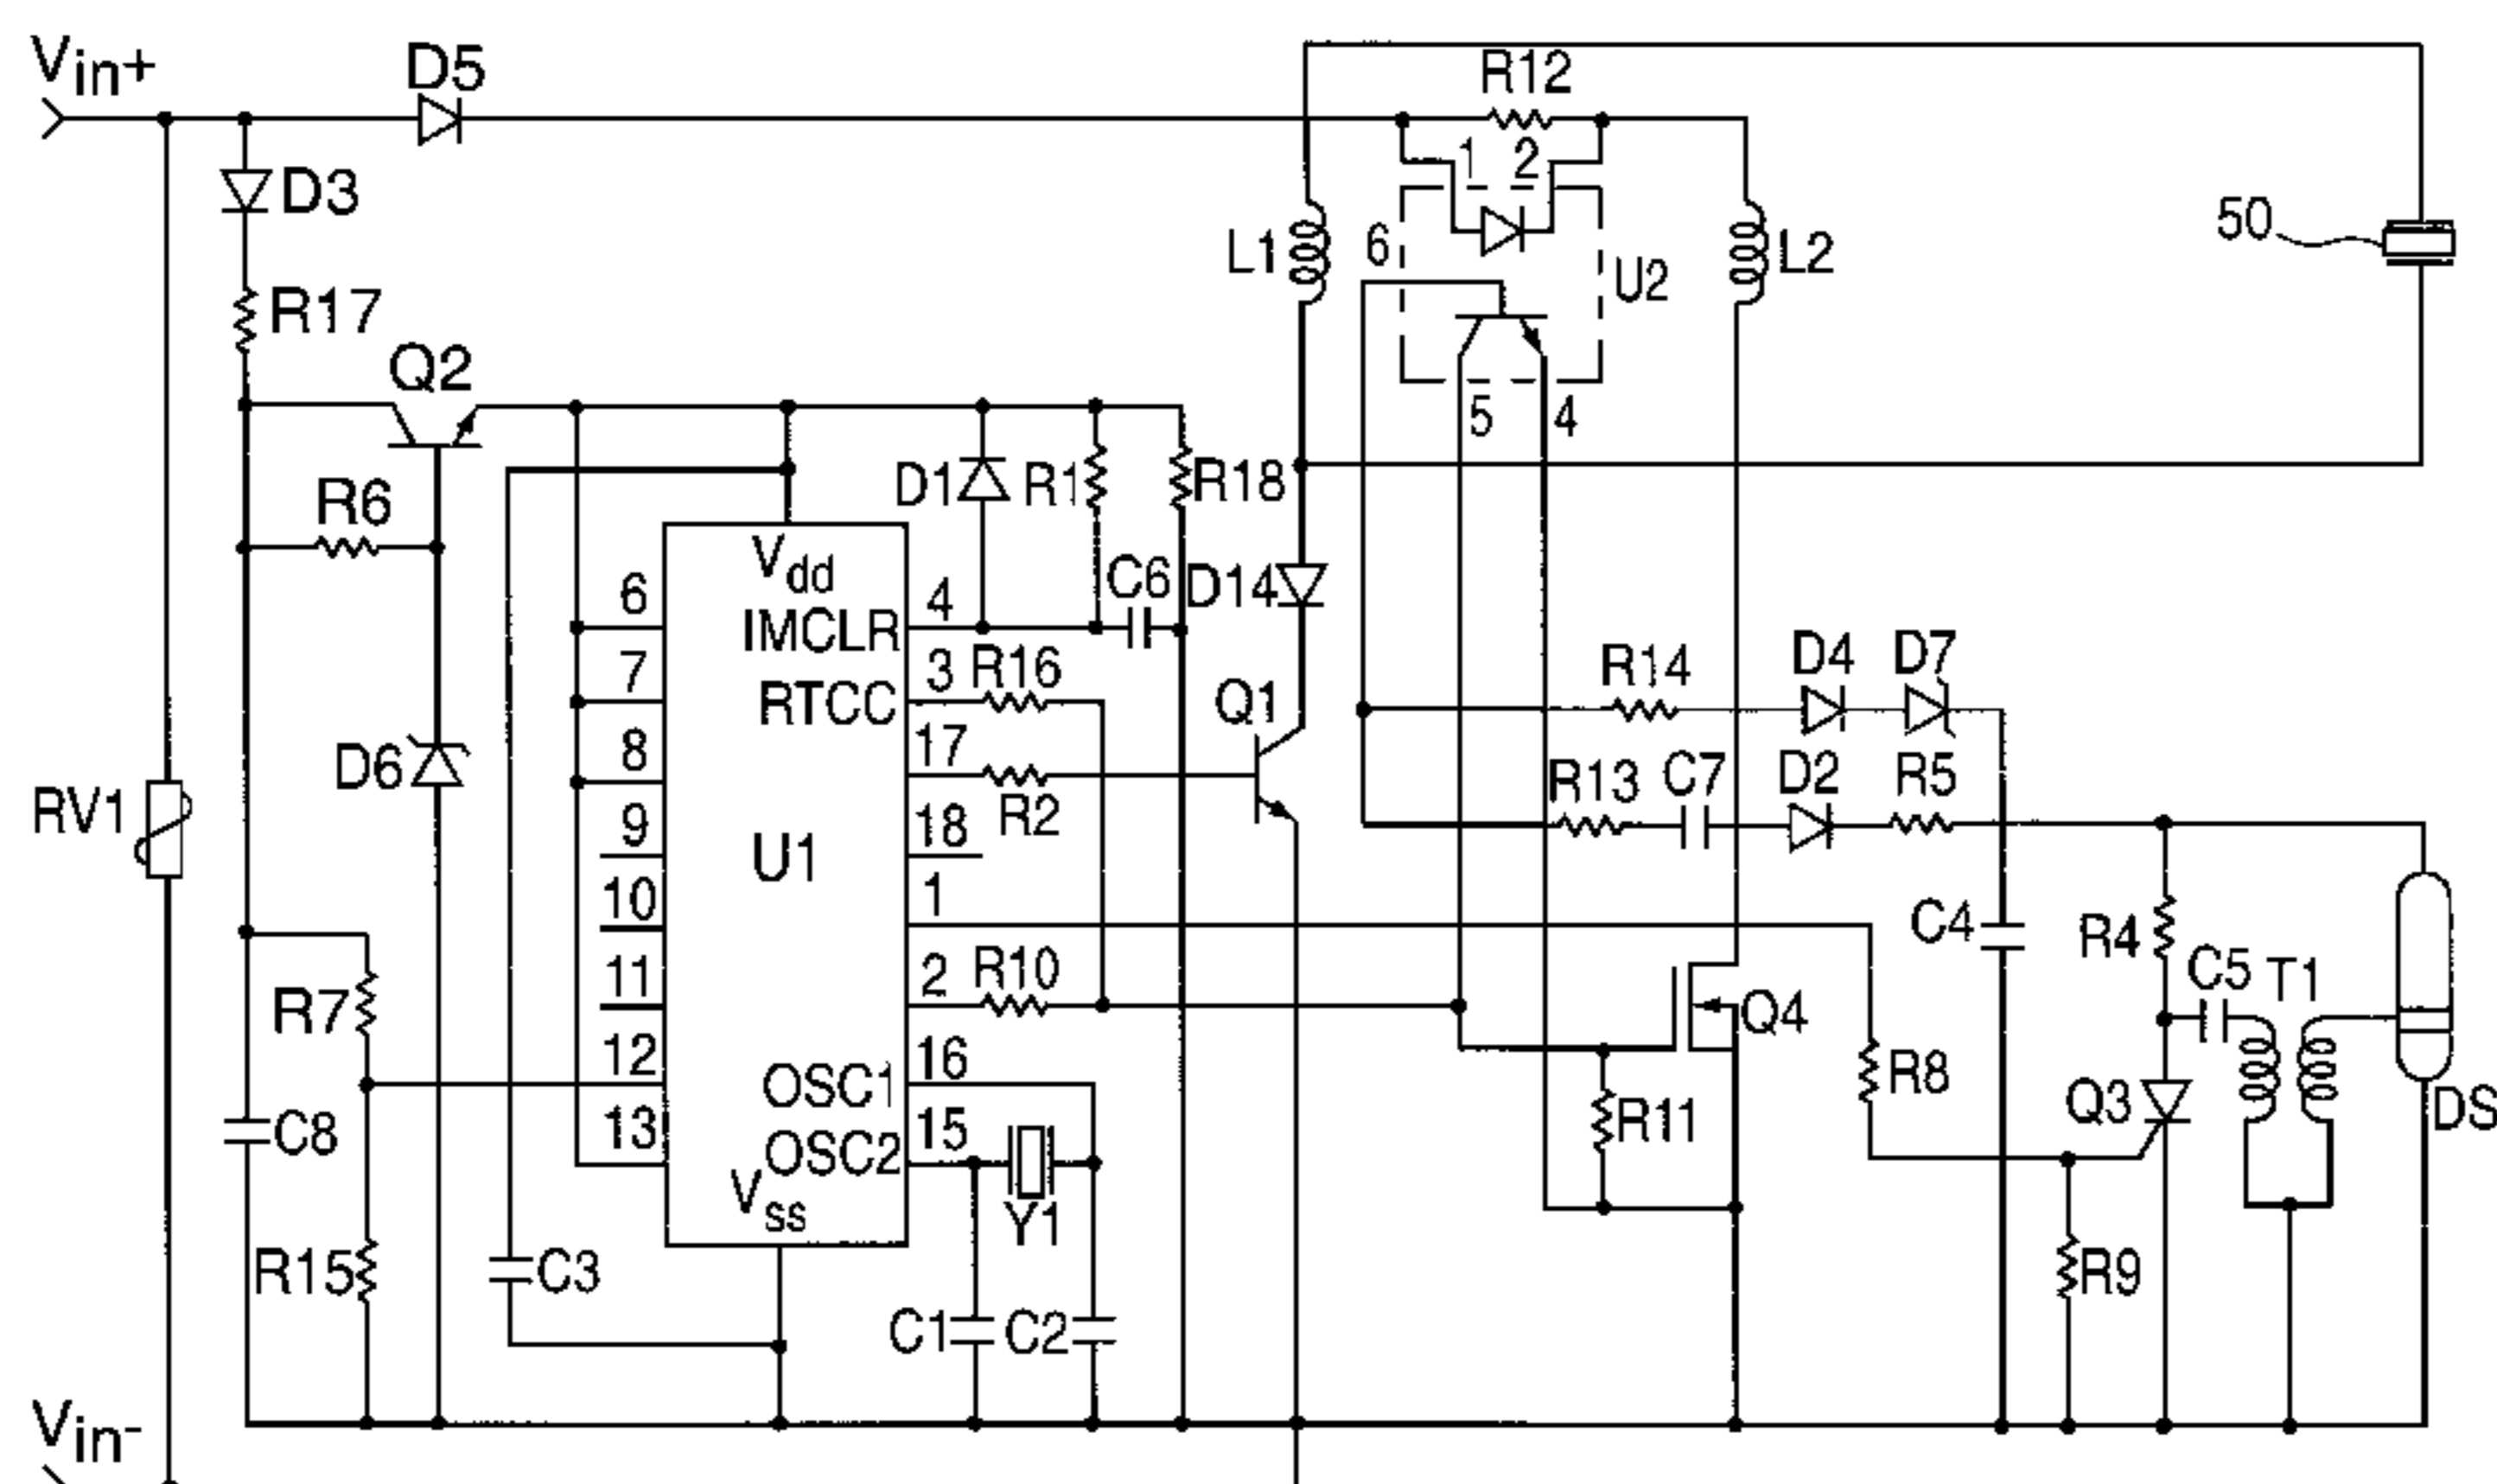 Vin+
D5
R12
D3
1 2
50
L1
6
L2
U2
R17
Q2
5 4
D1
R1
R18
R6
Vdd
6
4
C6
D14
IMCLR
7
3
R16
R14
D4
D7
RTCC
Q1
8
17
D6
R13
C7
D2
R5
RV1
R2
9
18
U1
10
1
C4
R4
11
2
R10
C5
T1
R7
Q4
12
16
OSC1
R8
Q3
DS
C8
13
15
R11
OSC2
Vss
Y1
R15
C3
R9
C1
C2
Vin-